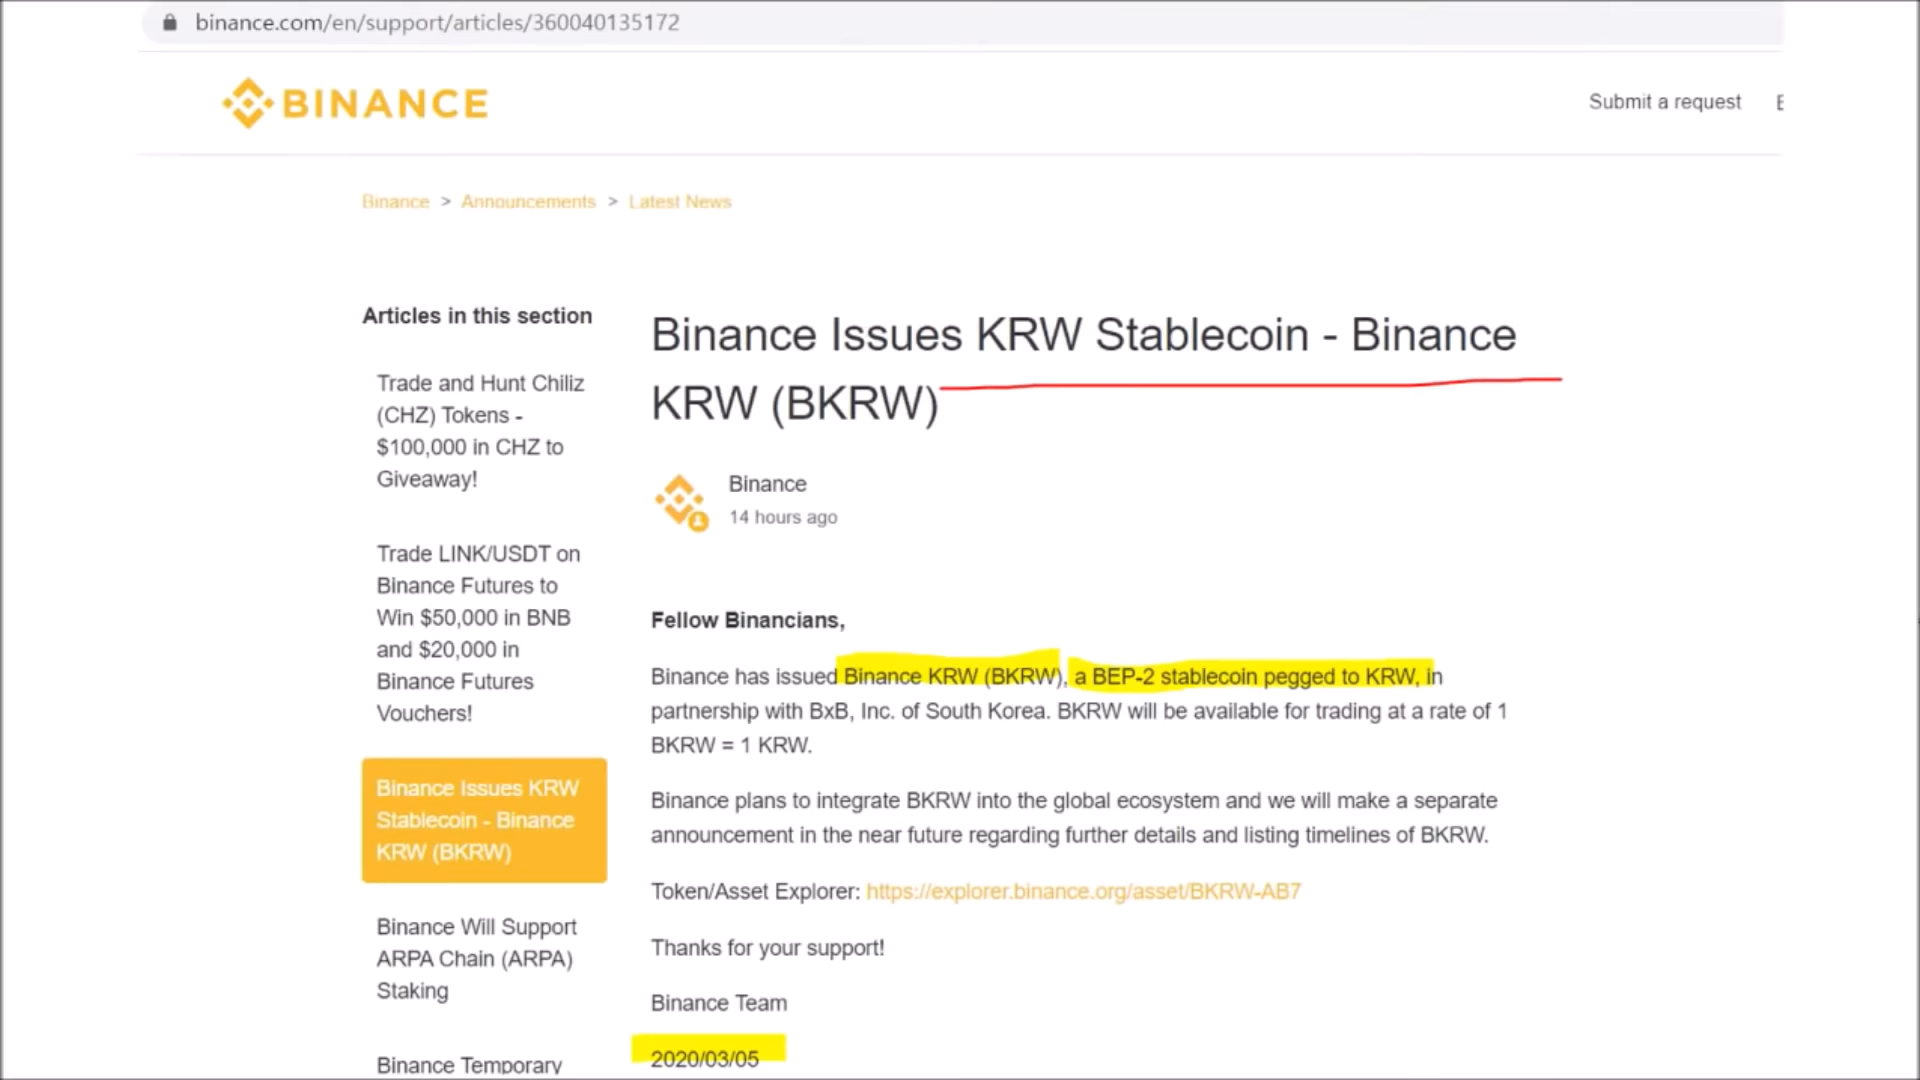 binance.com/en/support/articles/360040135172
BINANCE
Submit a request
Binance > Announcements > Latest News
Articles in this section
Trade and Hunt Chiliz
(CHZ) Tokens -
$100,000 in CHZ to
Giveaway!
Trade LINK/USDT on
Binance Futures to
Win $50,000 in BNB
and $20,000 in
Binance Futures
Vouchers!
Binance Issues KRW
Stablecoin - Binance
KRW (BKRW)
Binance Will Support
ARPA Chain (ARPA)
Staking
Binance Temporary
Binance Issues KRW Stablecoin - Binance
KRW (BKRW)
Binance
14 hours ago
Fellow Binancians,
Binance has issued Binance KRW (BKRW), a BEP-2 stablecoin pegged to KRW, in
partnership with BxB, Inc. of South Korea. BKRW will be available for trading at a rate of 1
BKRW = 1 KRW.
Binance plans to integrate BKRW into the global ecosystem and we will make a separate
announcement in the near future regarding further details and listing timelines of BKRW.
Token/Asset Explorer: https://explorer.binance.org/asset/BKRW-AB7
Thanks for your support!
Binance Team
2020/03/05